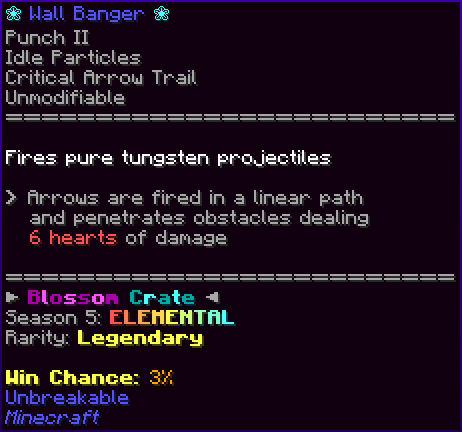 ❀ Wall Banger ❀
Punch II
Idle Particles
Critical Arrow Trail
Unmodifiable
==============================
Fires pure tungsten projectiles
> Arrows are fired in a linear path
and penetrates obstacles dealing
6 hearts of damage
==============================
► Blossom Crate ◄
Season 5: ELEMENTAL
Rarity: Legendary
Win Chance: 3%
Unbreakable
Minecraft